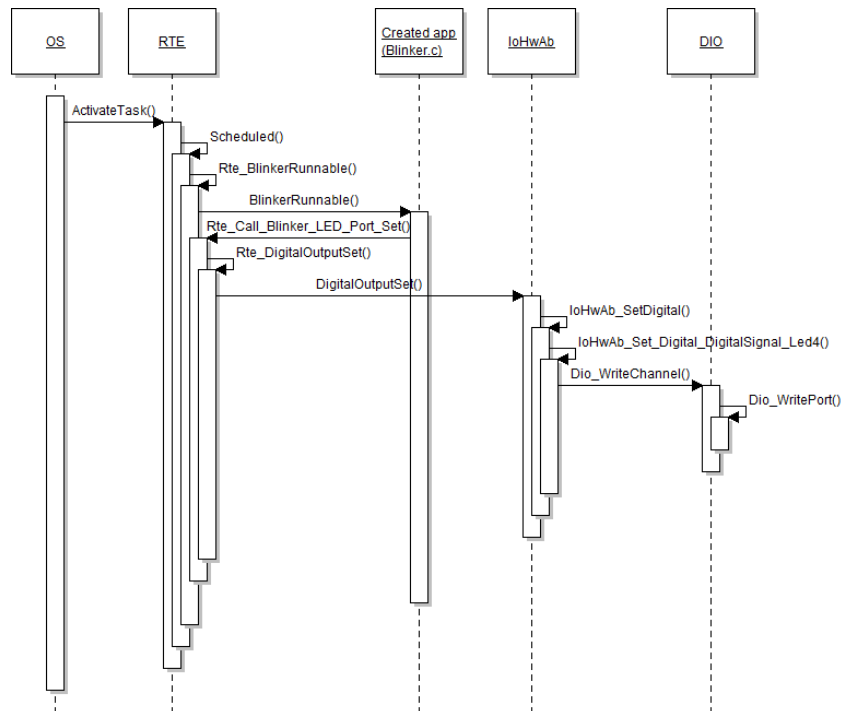 OS
RTE
Created app
(Blinker.c)
IoHwAb
DIO
ActivateTask()
Scheduled()
Rte_BlinkerRunnable()
BlinkerRunnable()
Rte_Call_Blinker_LED_Port_Set()
Rte_DigitalOutputSet()
DigitalOutputSet()
IoHwAb_SetDigital()
IoHwAb_Set_Digital_DigitalSignal_Led4()
Dio_WriteChannel()
Dio_WritePort()